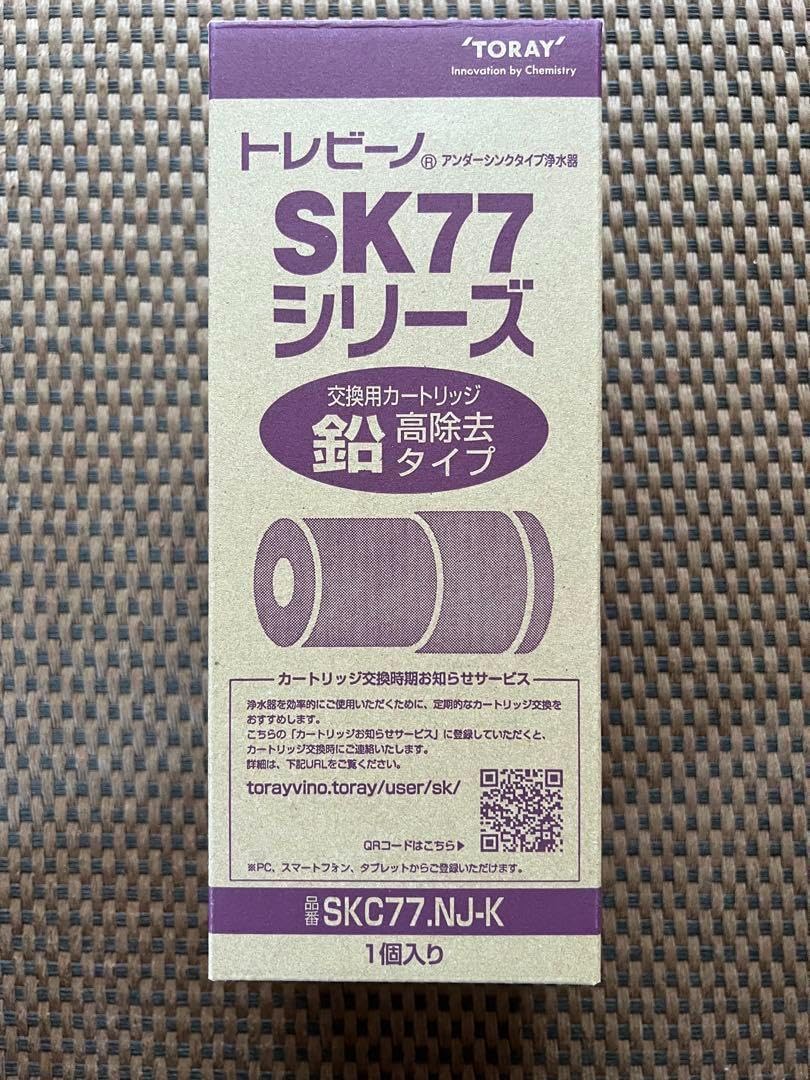 'TORAY'
Innovation by Chemistry
トレビーノ® アンダーシンクタイプ浄水器
SK77
シリーズ
交換用カートリッジ
鉛 高除去
タイプ
カートリッジ交換時期お知らせサービス
浄水器を効率的にご使用いただくために、定期的なカートリッジ交換を
おすすめします。
こちらの「カートリッジお知らせサービス」に登録していただくと、
カートリッジ交換時にご連絡いたします。
詳細は、下記URLをご覧ください。
torayvino.toray/user/sk/
QRコードはこちら▶
※PC、スマートフォン、タブレットからご登録いただけます。
品番 SKC77.NJ-K
1個入り